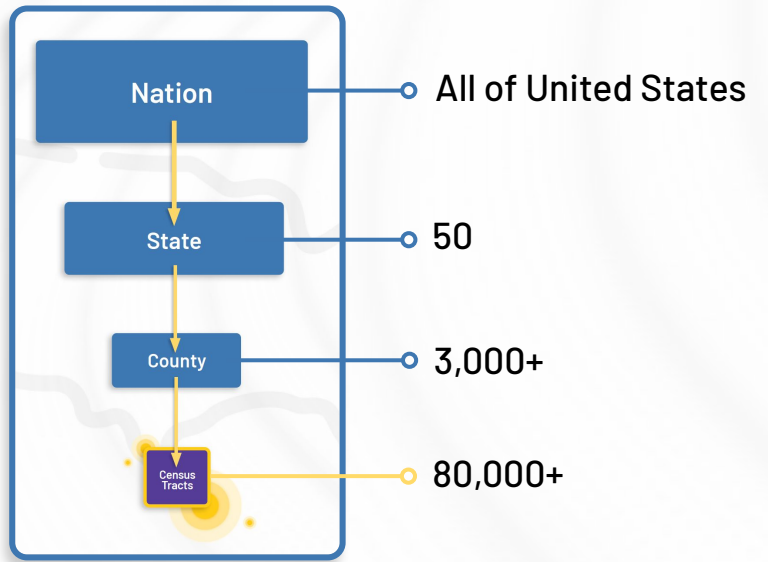 Nation
All of United States
State
50
County
3,000+
Census
Tracts
80,000+